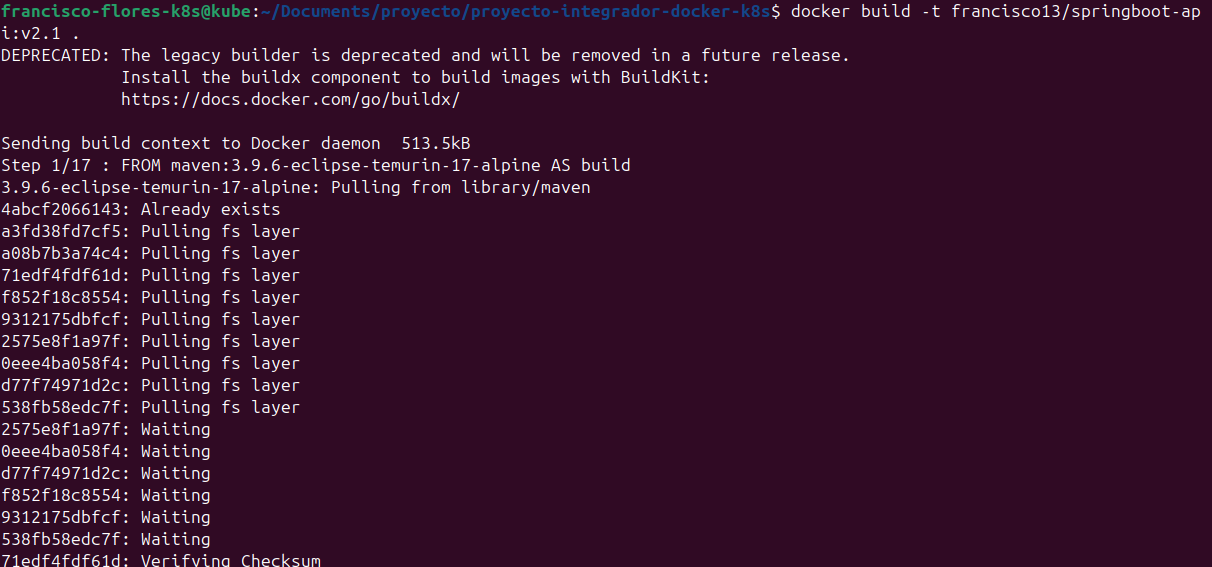 francisco-flores-k8s@kube:~/Documents/proyecto/proyecto-integrador-docker-k8s$ docker build -t francisco13/springboot-ap
i:v2.1 .
DEPRECATED: The legacy builder is deprecated and will be removed in a future release.
            Install the buildx component to build images with BuildKit:
            https://docs.docker.com/go/buildx/

Sending build context to Docker daemon  513.5kB
Step 1/17 : FROM maven:3.9.6-eclipse-temurin-17-alpine AS build
3.9.6-eclipse-temurin-17-alpine: Pulling from library/maven
4abcf2066143: Already exists
a3fd38fd7cf5: Pulling fs layer
a08b7b3a74c4: Pulling fs layer
71edf4fdf61d: Pulling fs layer
f852f18c8554: Pulling fs layer
9312175dbfcf: Pulling fs layer
2575e8f1a97f: Pulling fs layer
0eee4ba058f4: Pulling fs layer
d77f74971d2c: Pulling fs layer
538fb58edc7f: Pulling fs layer
2575e8f1a97f: Waiting
0eee4ba058f4: Waiting
d77f74971d2c: Waiting
f852f18c8554: Waiting
9312175dbfcf: Waiting
538fb58edc7f: Waiting
71edf4fdf61d: Verifying Checksum